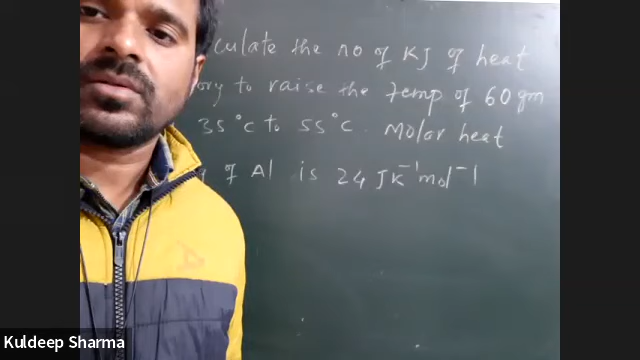 culate the no of KJ of heat
ory to raise the temp of 60 gm
35°C to 55°C. Molar heat
of Al is 24 JK⁻¹mol⁻¹
Kuldeep Sharma